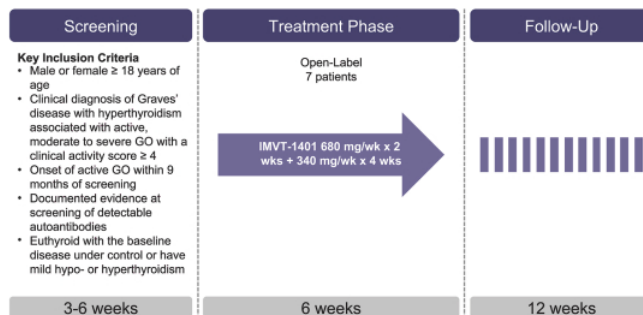 Screening
Key Inclusion Criteria
• Male or female ≥ 18 years of
age
• Clinical diagnosis of Graves'
disease with hyperthyroidism
associated with active,
moderate to severe GO with a
clinical activity score ≥ 4
• Onset of active GO within 9
months of screening
• Documented evidence at
screening of detectable
autoantibodies
• Euthyroid with the baseline
disease under control or have
mild hypo- or hyperthyroidism
3-6 weeks
Treatment Phase
Open-Label
7 patients
IMVT-1401 680 mg/wk x 2
wks + 340 mg/wk x 4 wks
6 weeks
Follow-Up
12 weeks